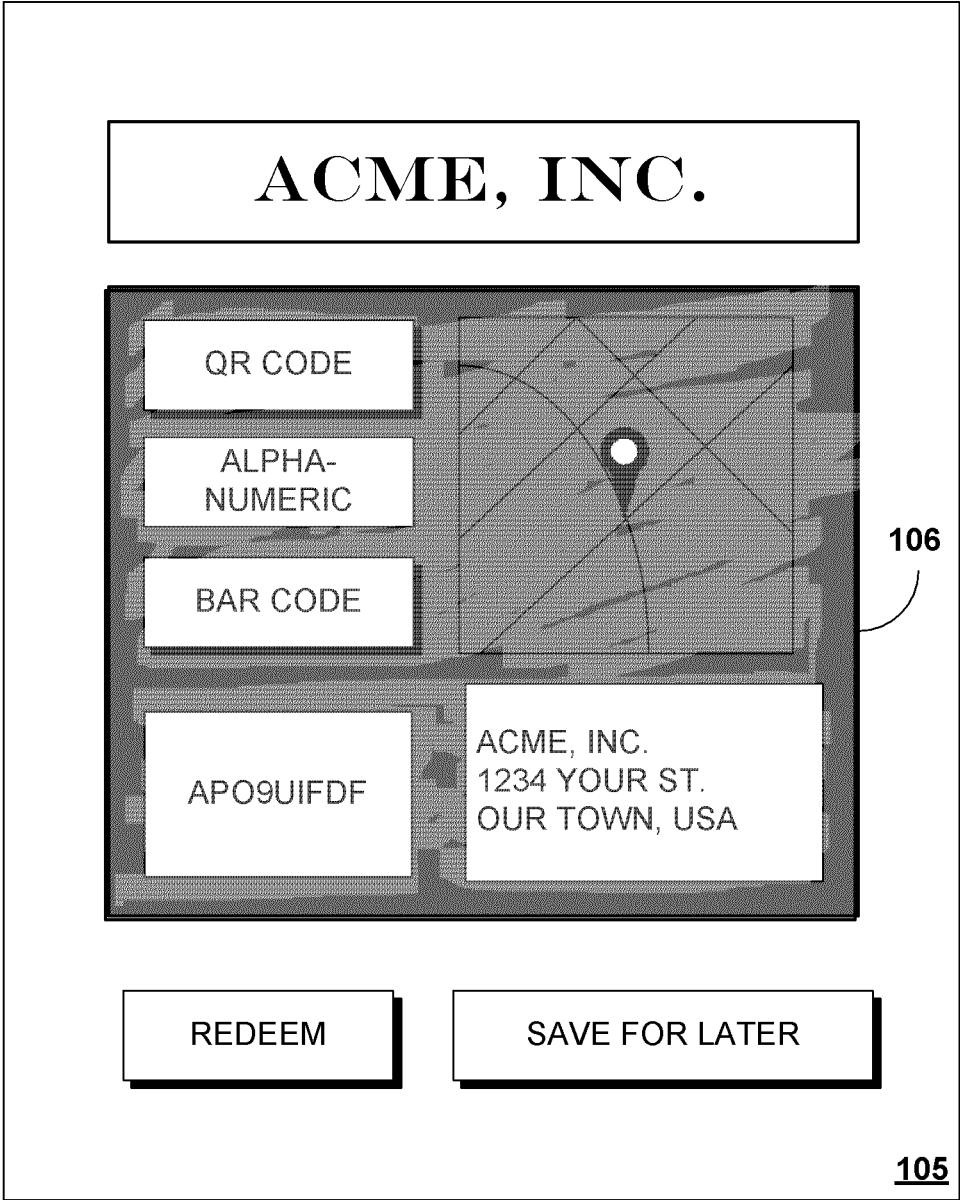 ACME, INC.
QR CODE
ALPHA-
NUMERIC
BAR CODE
106
APO9UIFDF
ACME, INC.
1234 YOUR ST.
OUR TOWN, USA
REDEEM
SAVE FOR LATER
105